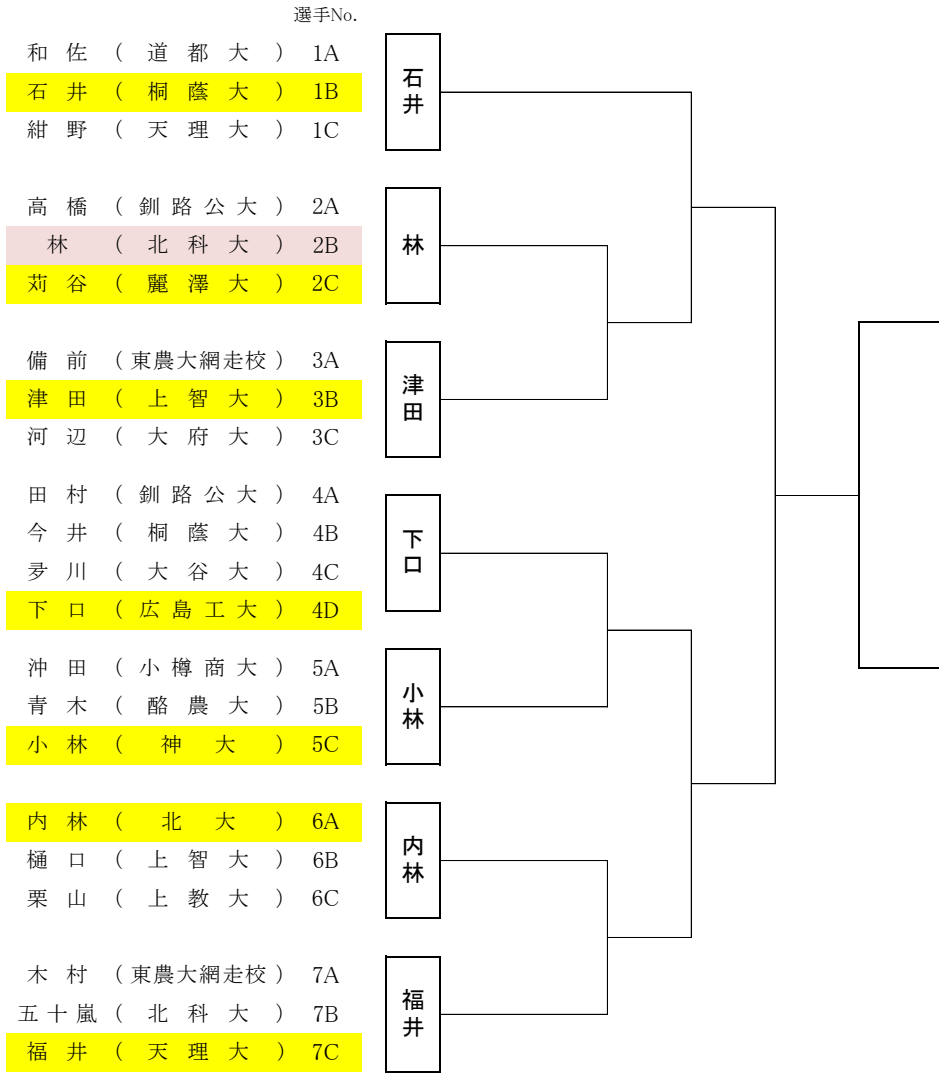 選手No.
和佐(道都大) 1A
石井(桐蔭大) 1B
紺野(天理大) 1C
石井
高橋(釧路公大) 2A
林(北科大) 2B
苅谷(麗澤大) 2C
林
備前(東農大網走校) 3A
津田(上智大) 3B
河辺(大府大) 3C
津田
田村(釧路公大) 4A
今井(桐蔭大) 4B
夛川(大谷大) 4C
下口(広島工大) 4D
下口
沖田(小樽商大) 5A
青木(酪農大) 5B
小林(神大) 5C
小林
内林(北大) 6A
樋口(上智大) 6B
栗山(上教大) 6C
内林
木村(東農大網走校) 7A
五十嵐(北科大) 7B
福井(天理大) 7C
福井